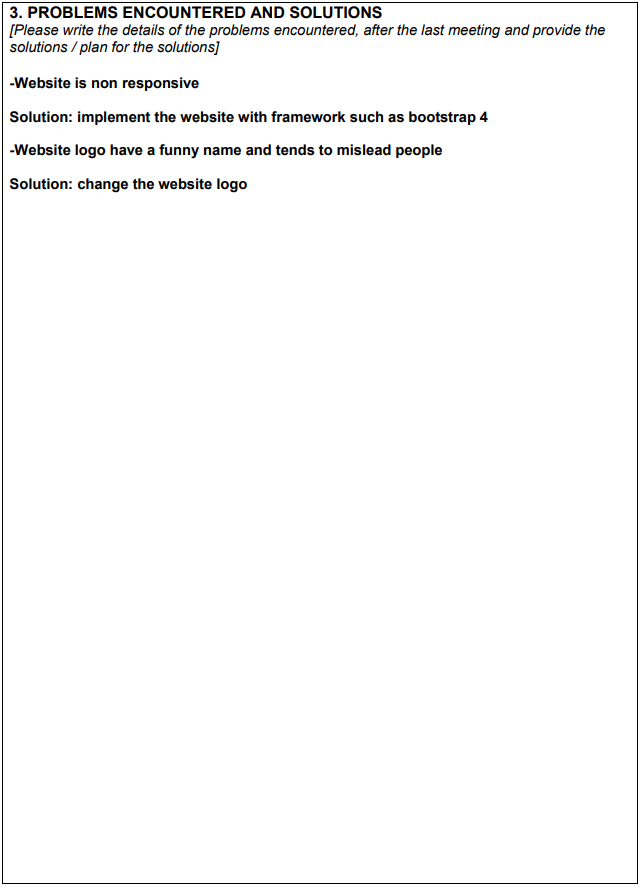 3. PROBLEMS ENCOUNTERED AND SOLUTIONS
[Please write the details of the problems encountered, after the last meeting and provide the
solutions / plan for the solutions]
-Website is non responsive
Solution: implement the website with framework such as bootstrap 4
-Website logo have a funny name and tends to mislead people
Solution: change the website logo